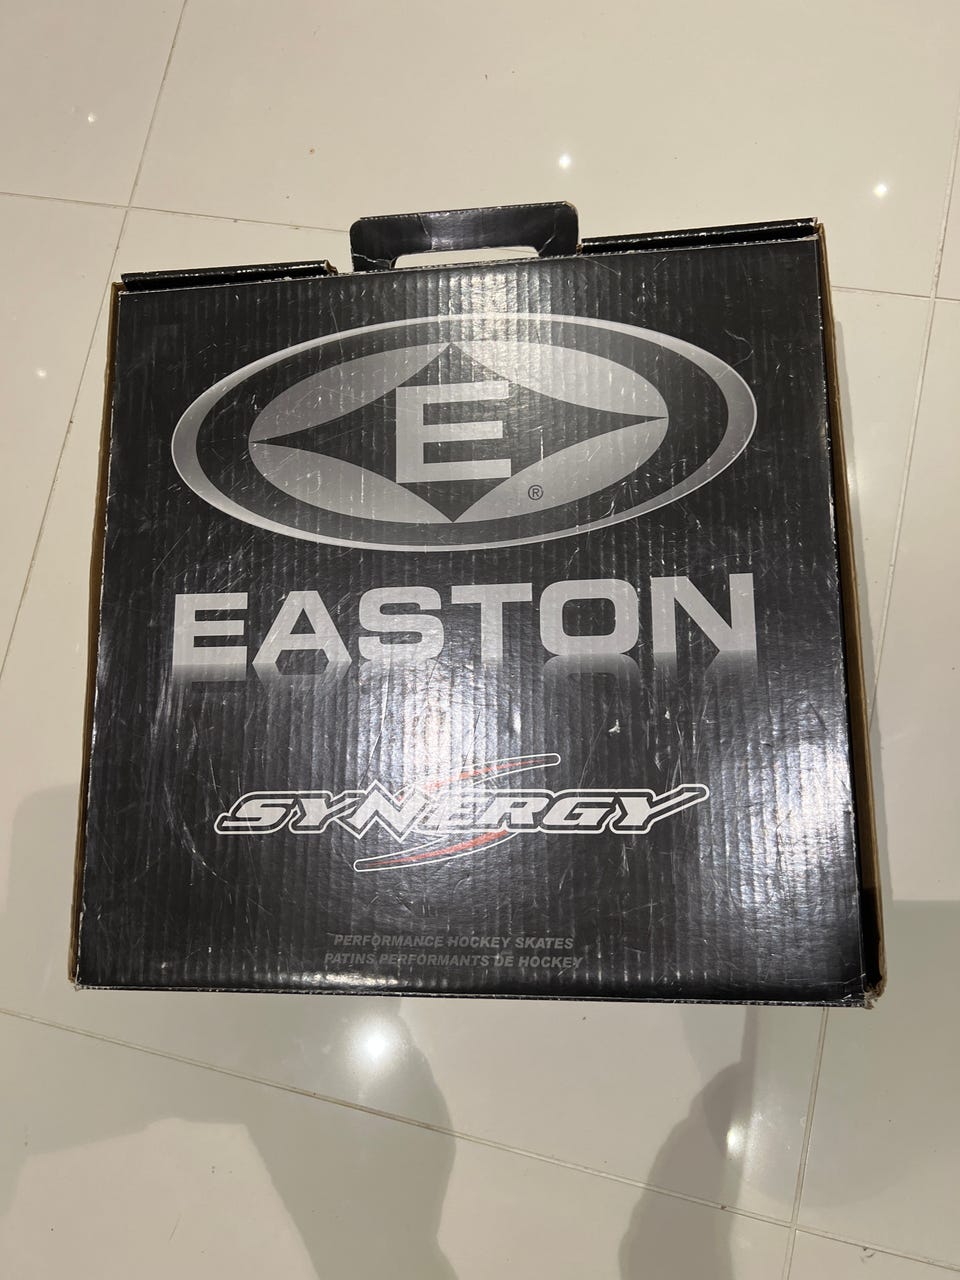 E
®
EASTON
SYNERGY
PERFORMANCE HOCKEY SKATES
PATINS PERFORMANTS DE HOCKEY